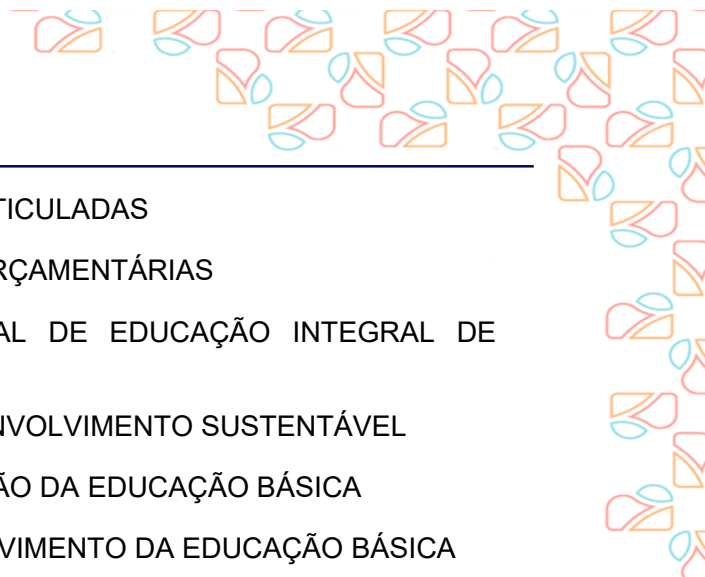 TICULADAS
RÇAMENTÁRIAS
AL DE EDUCAÇÃO INTEGRAL DE
NVOLVIMENTO SUSTENTÁVEL
ÃO DA EDUCAÇÃO BÁSICA
VIMENTO DA EDUCAÇÃO BÁSICA